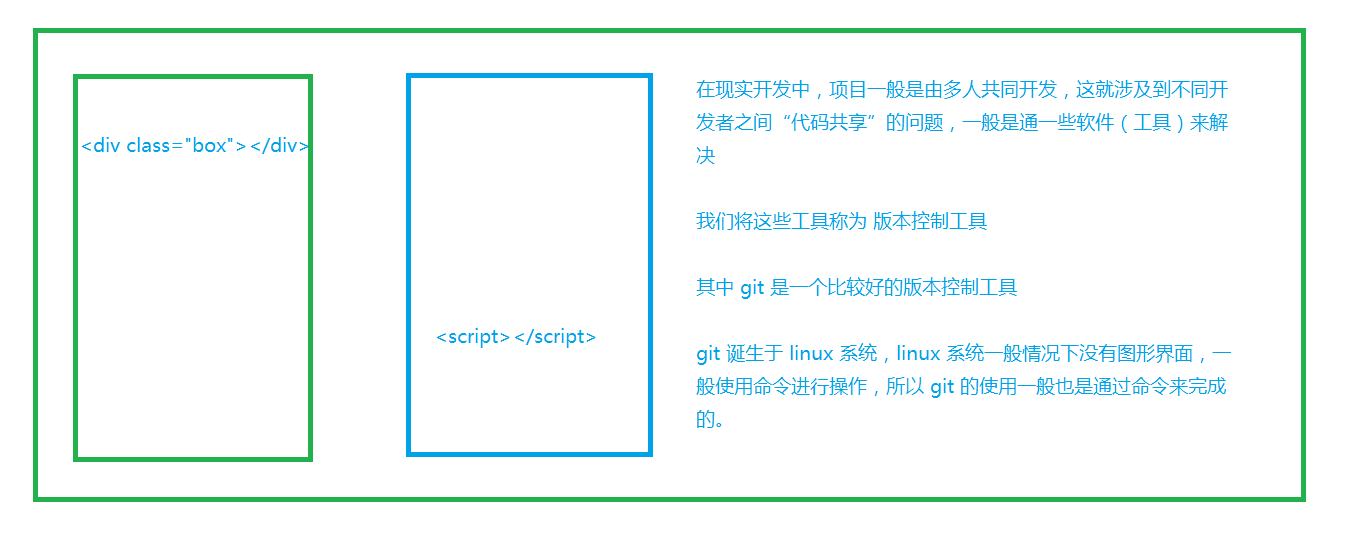 <div class="box"></div>
<script></script>
在现实开发中，项目一般是由多人共同开发，这就涉及到不同开
发者之间“代码共享”的问题，一般是通一些软件（工具）来解
决
我们将这些工具称为 版本控制工具
其中 git 是一个比较好的版本控制工具
git 诞生于 linux 系统，linux 系统一般情况下没有图形界面，一
般使用命令进行操作，所以 git 的使用一般也是通过命令来完成
的。